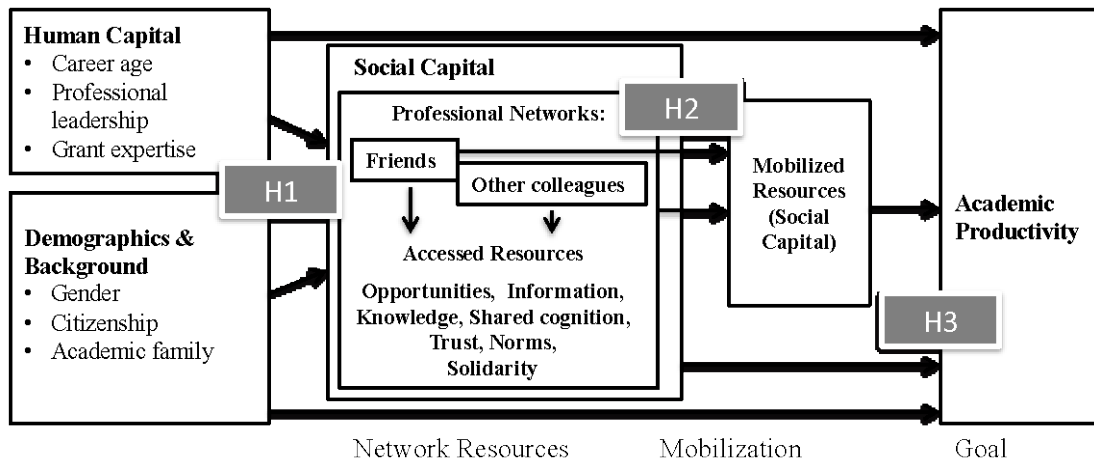 Human Capital
• Career age
• Professional
leadership
• Grant expertise
H1
Demographics &
Background
• Gender
• Citizenship
• Academic family
Social Capital
Professional Networks:
Friends
Other colleagues
Accessed Resources
Opportunities, Information,
Knowledge, Shared cognition,
Trust, Norms,
Solidarity
H2
Mobilized
Resources
(Social
Capital)
H3
Academic
Productivity
Network Resources
Mobilization
Goal